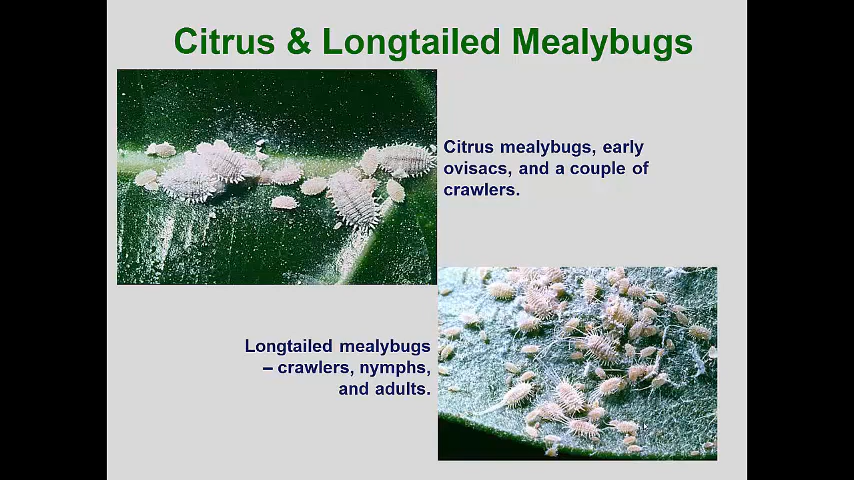 Citrus & Longtailed Mealybugs
Citrus mealybugs, early
ovisacs, and a couple of
crawlers.
Longtailed mealybugs
– crawlers, nymphs,
and adults.